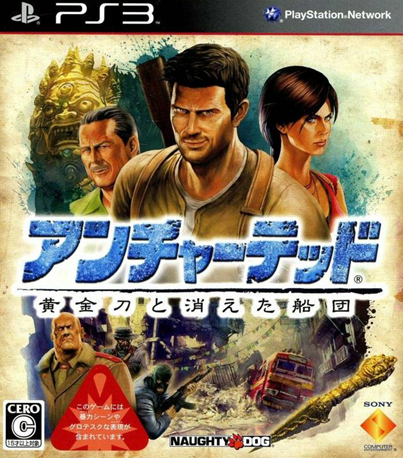 PS3
PlayStation®Network
アンチャーテッド®
黄金刀と消えた船団
CERO
C
15才以上対象
このゲームには
暴力シーンや
グロテスクな表現が
含まれています。
NAUGHTY DOG
SONY
COMPUTER
ENTERTAINMENT